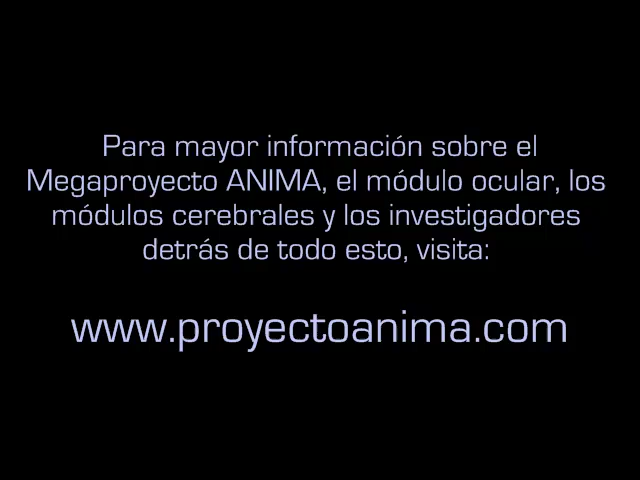 Para mayor información sobre el
Megaproyecto ANIMA, el módulo ocular, los
módulos cerebrales y los investigadores
detrás de todo esto, visita:
www.proyectoanima.com